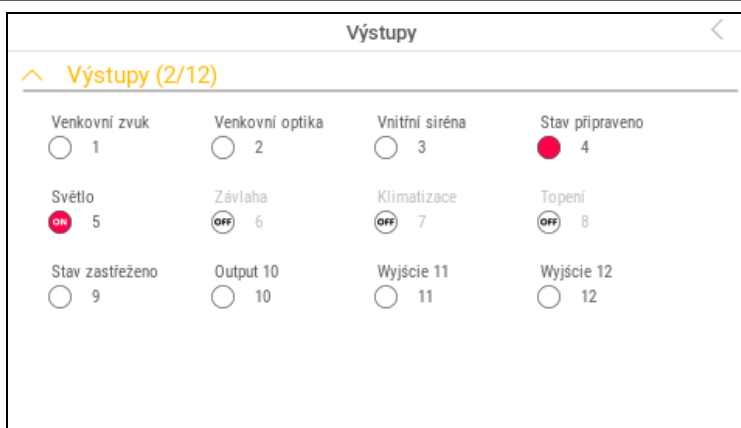 Výstupy
Výstupy (2/12)
Venkovní zvuk Venkovní optika Vnitřní siréna Stav připraveno
1 2 3 4
Světlo Závlaha Klimatizace Topení
ON 5 OFF 6 OFF 7 OFF 8
Stav zastřeženo Output 10 Wyjście 11 Wyjście 12
9 10 11 12